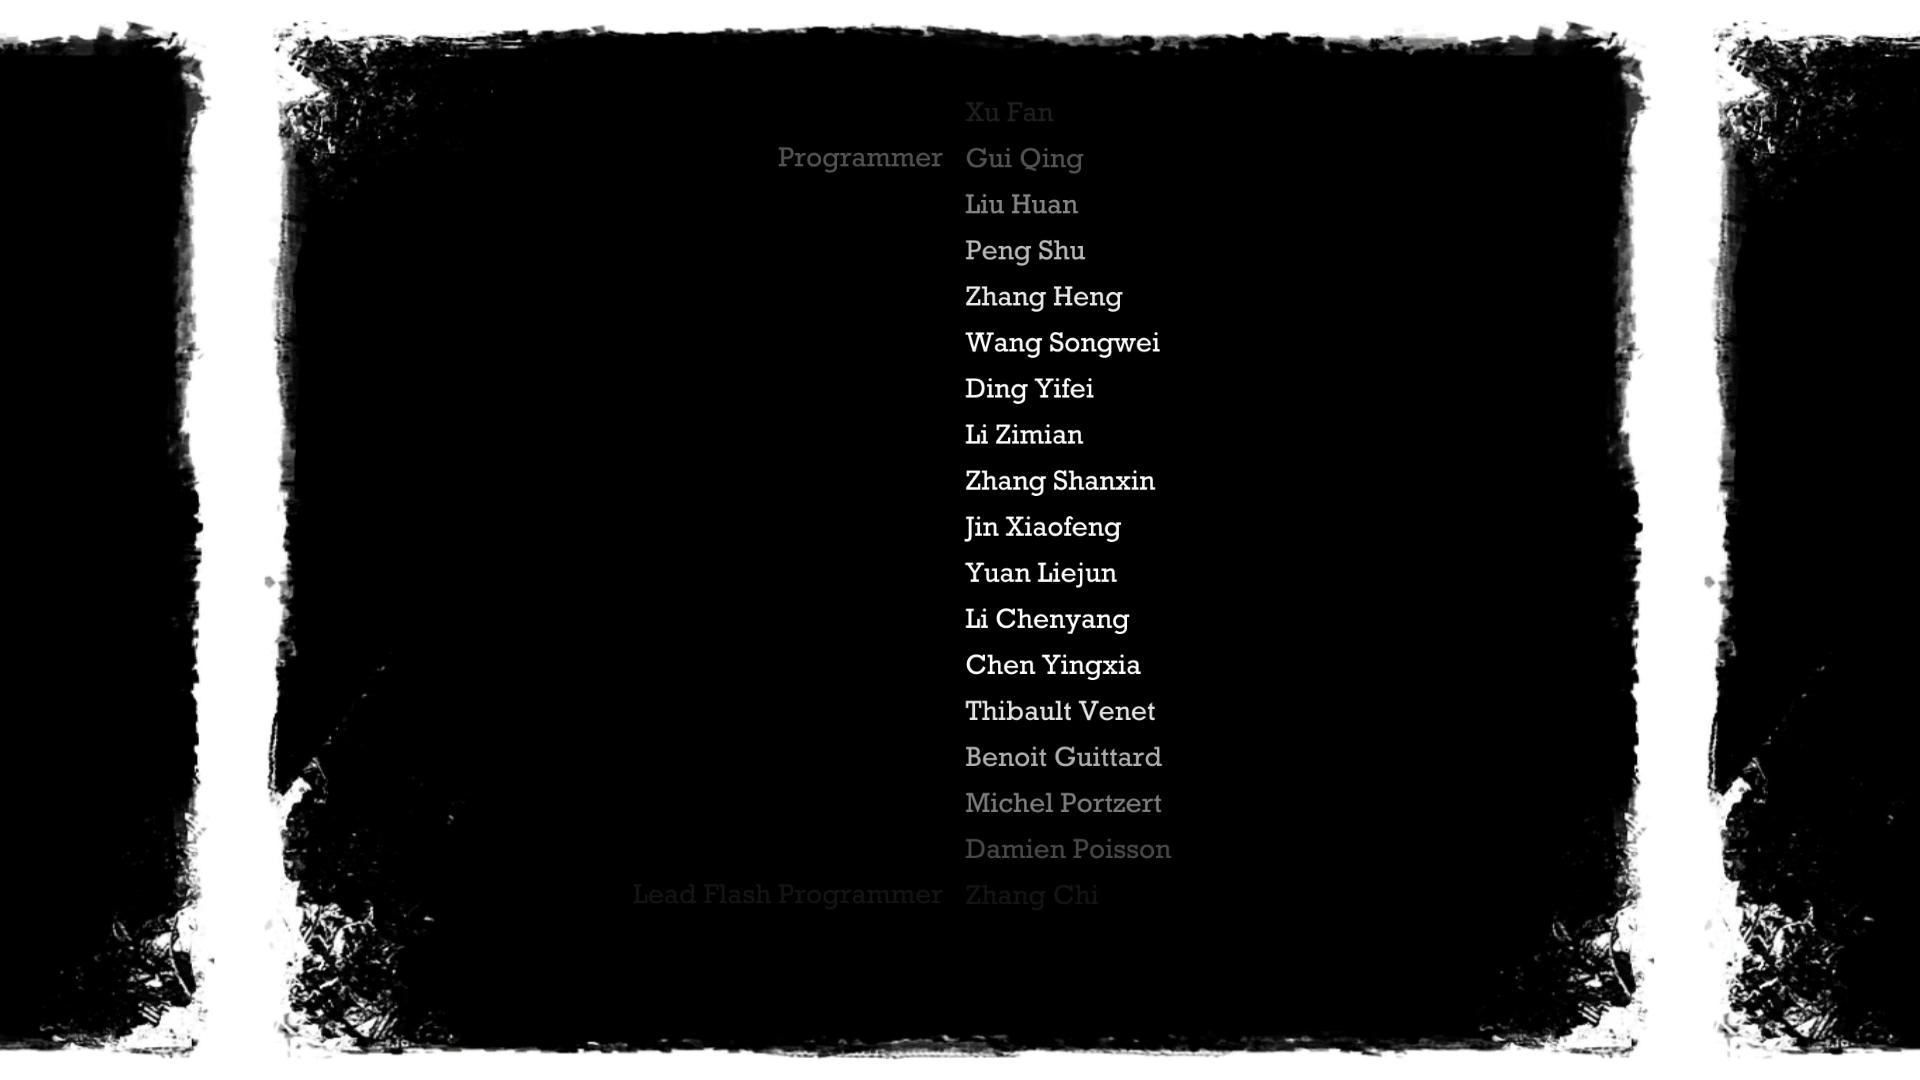 Xu Fan
Programmer Gui Qing
Liu Huan
Peng Shu
Zhang Heng
Wang Songwei
Ding Yifei
Li Zimian
Zhang Shanxin
Jin Xiaofeng
Yuan Liejun
Li Chenyang
Chen Yingxia
Thibault Venet
Benoit Guittard
Michel Portzert
Damien Poisson
Lead Flash Programmer Zhang Chi